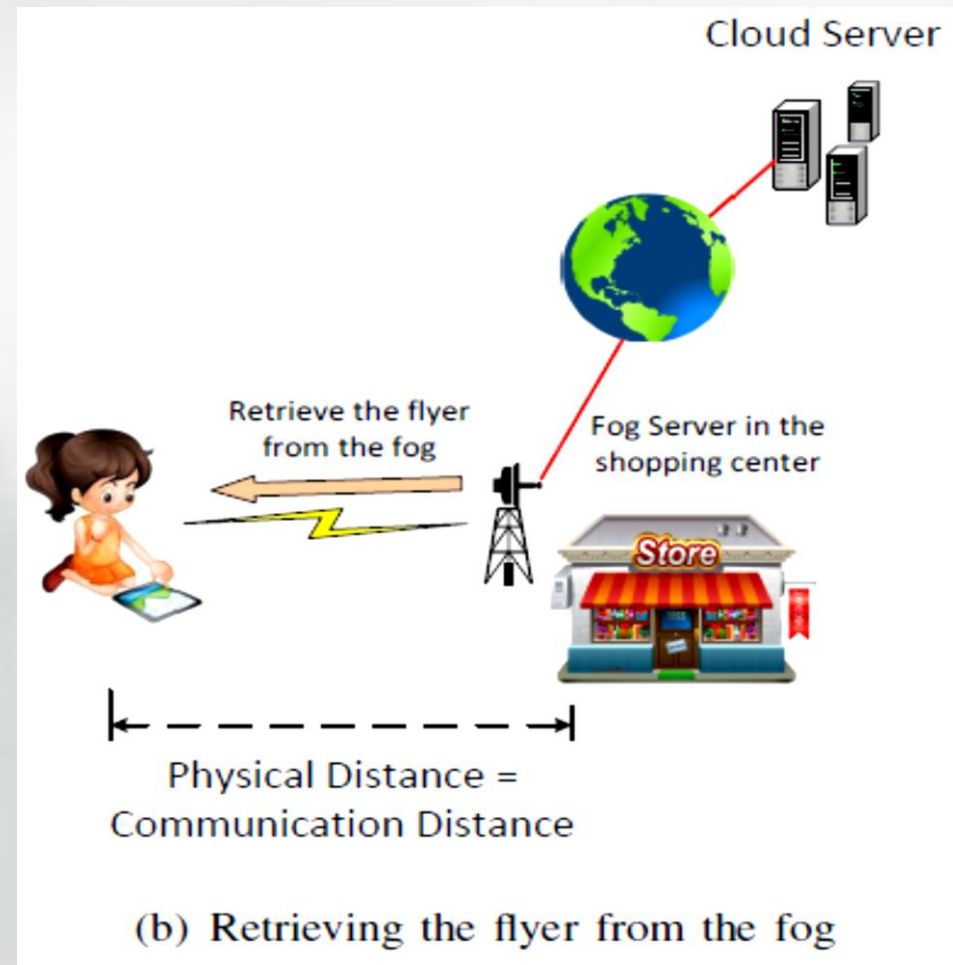 Cloud Server
Retrieve the flyer
from the fog
Fog Server in the
shopping center
Store
Physical Distance =
Communication Distance
(b) Retrieving the flyer from the fog